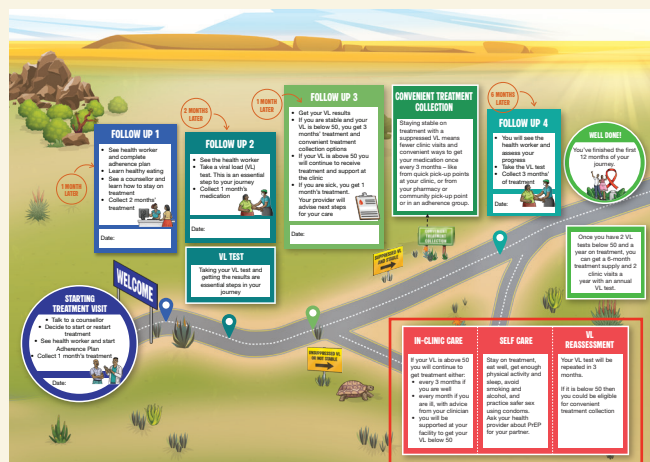 1 MONTH
LATER
FOLLOW UP 1
• See health worker
and complete
adherence plan
• Learn healthy eating
• See a counsellor and
learn how to stay on
treatment
• Collect 2 months'
treatment
Date:
2 MONTHS
LATER
FOLLOW UP 2
• See the health worker
• Take a viral load (VL)
test. This is an essential
step to your journey
• Collect 1 month's
medication
Date:
VL TEST
Taking your VL test and
getting the results are
essential steps in your
journey
1 MONTH
LATER
FOLLOW UP 3
• Get your VL results
• If you are stable and your
VL is below 50, you get 3
months' treatment and
convenient treatment
collection options
• If your VL is above 50 you
will continue to receive
treatment and support at
the clinic
• If you are sick, you get 1
month's treatment.
Your provider will
advise next steps
for your care
Date:
CONVENIENT TREATMENT
COLLECTION
Staying stable on
treatment with a
suppressed VL means
fewer clinic visits and
convenient ways to get
your medication once
every 3 months – like
from quick pick-up points
at your clinic, or from
your pharmacy or
community pick-up point
or in an adherence group.
6 MONTHS
LATER
FOLLOW UP 4
• You will see the
health worker and
assess your
progress
• Take the VL test
• Collect 3 months'
of treatment
Date:
WELL DONE!
You've finished the first
12 months of your
journey.
Once you have 2 VL
tests below 50 and a
year on treatment, you
can get a 6-month
treatment supply and 2
clinic visits a
year with an annual
VL test.
CONVENIENT
TREATMENT
COLLECTION
SUPPRESSED VL
AND STABLE
WELCOME
STARTING
TREATMENT VISIT
• Talk to a counsellor
• Decide to start or restart
treatment
• See health worker and start
Adherence Plan
• Collect 1 month's treatment
Date:
UNSUPPRESSED VL
OR NOT STABLE
IN-CLINIC CARE
If your VL is above 50
you will continue to
get treatment either:
• every 3 months if
you are well
• every month if you
are ill, with advice
from your clinician
• you will be
supported at your
facility to get your
VL below 50
SELF CARE
Stay on treatment,
eat well, get enough
physical activity and
sleep, avoid
smoking and
alcohol, and
practice safer sex
using condoms.
Ask your health
provider about PrEP
for your partner.
VL
REASSESSMENT
Your VL test will be
repeated in 3
months.
If it is below 50 then
you could be eligible
for convenient
treatment collection